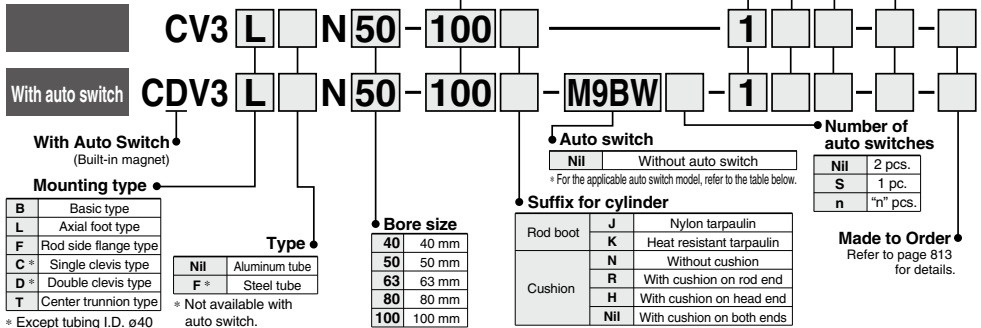 CV3 L N 50 - 100 1 - -
With auto switch CDV3 L N 50 - 100 - M9BW - 1 - -
With Auto Switch
(Built-in magnet)
Mounting type
B Basic type
L Axial foot type
F Rod side flange type
C * Single clevis type
D * Double clevis type
T Center trunnion type
* Except tubing I.D. ø40
Type
Nil Aluminum tube
F * Steel tube
* Not available with
auto switch.
Bore size
40 40 mm
50 50 mm
63 63 mm
80 80 mm
100 100 mm
Auto switch
Nil Without auto switch
* For the applicable auto switch model, refer to the table below.
Suffix for cylinder
Rod boot J Nylon tarpaulin
K Heat resistant tarpaulin
Cushion N Without cushion
R With cushion on rod end
H With cushion on head end
Nil With cushion on both ends
Number of
auto switches
Nil 2 pcs.
S 1 pc.
n "n" pcs.
Made to Order
Refer to page 813
for details.